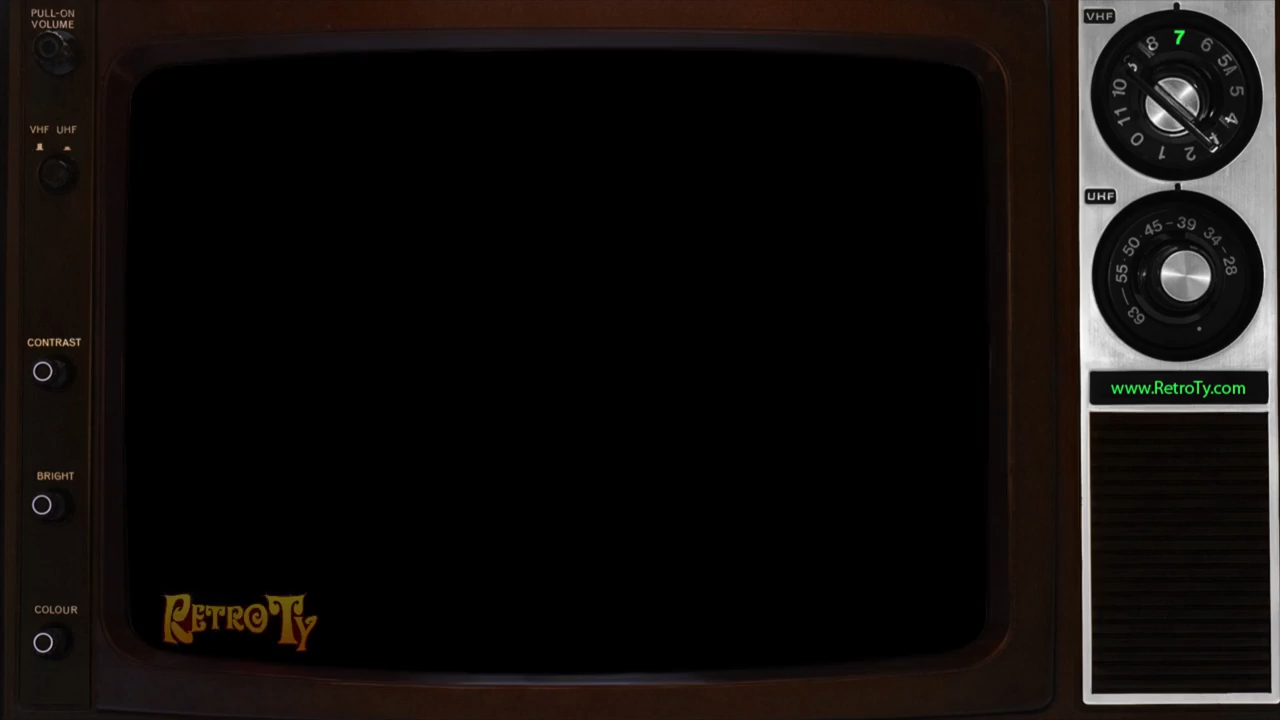 PULL-ON
VOLUME
VHF UHF
CONTRAST
BRIGHT
COLOUR
RETROTY
VHF
7
6
5A
5
4
2
1
0
11
10
8
UHF
63 — 55 · 50 · 45 - 39 · 34 - 28
www.RetroTy.com